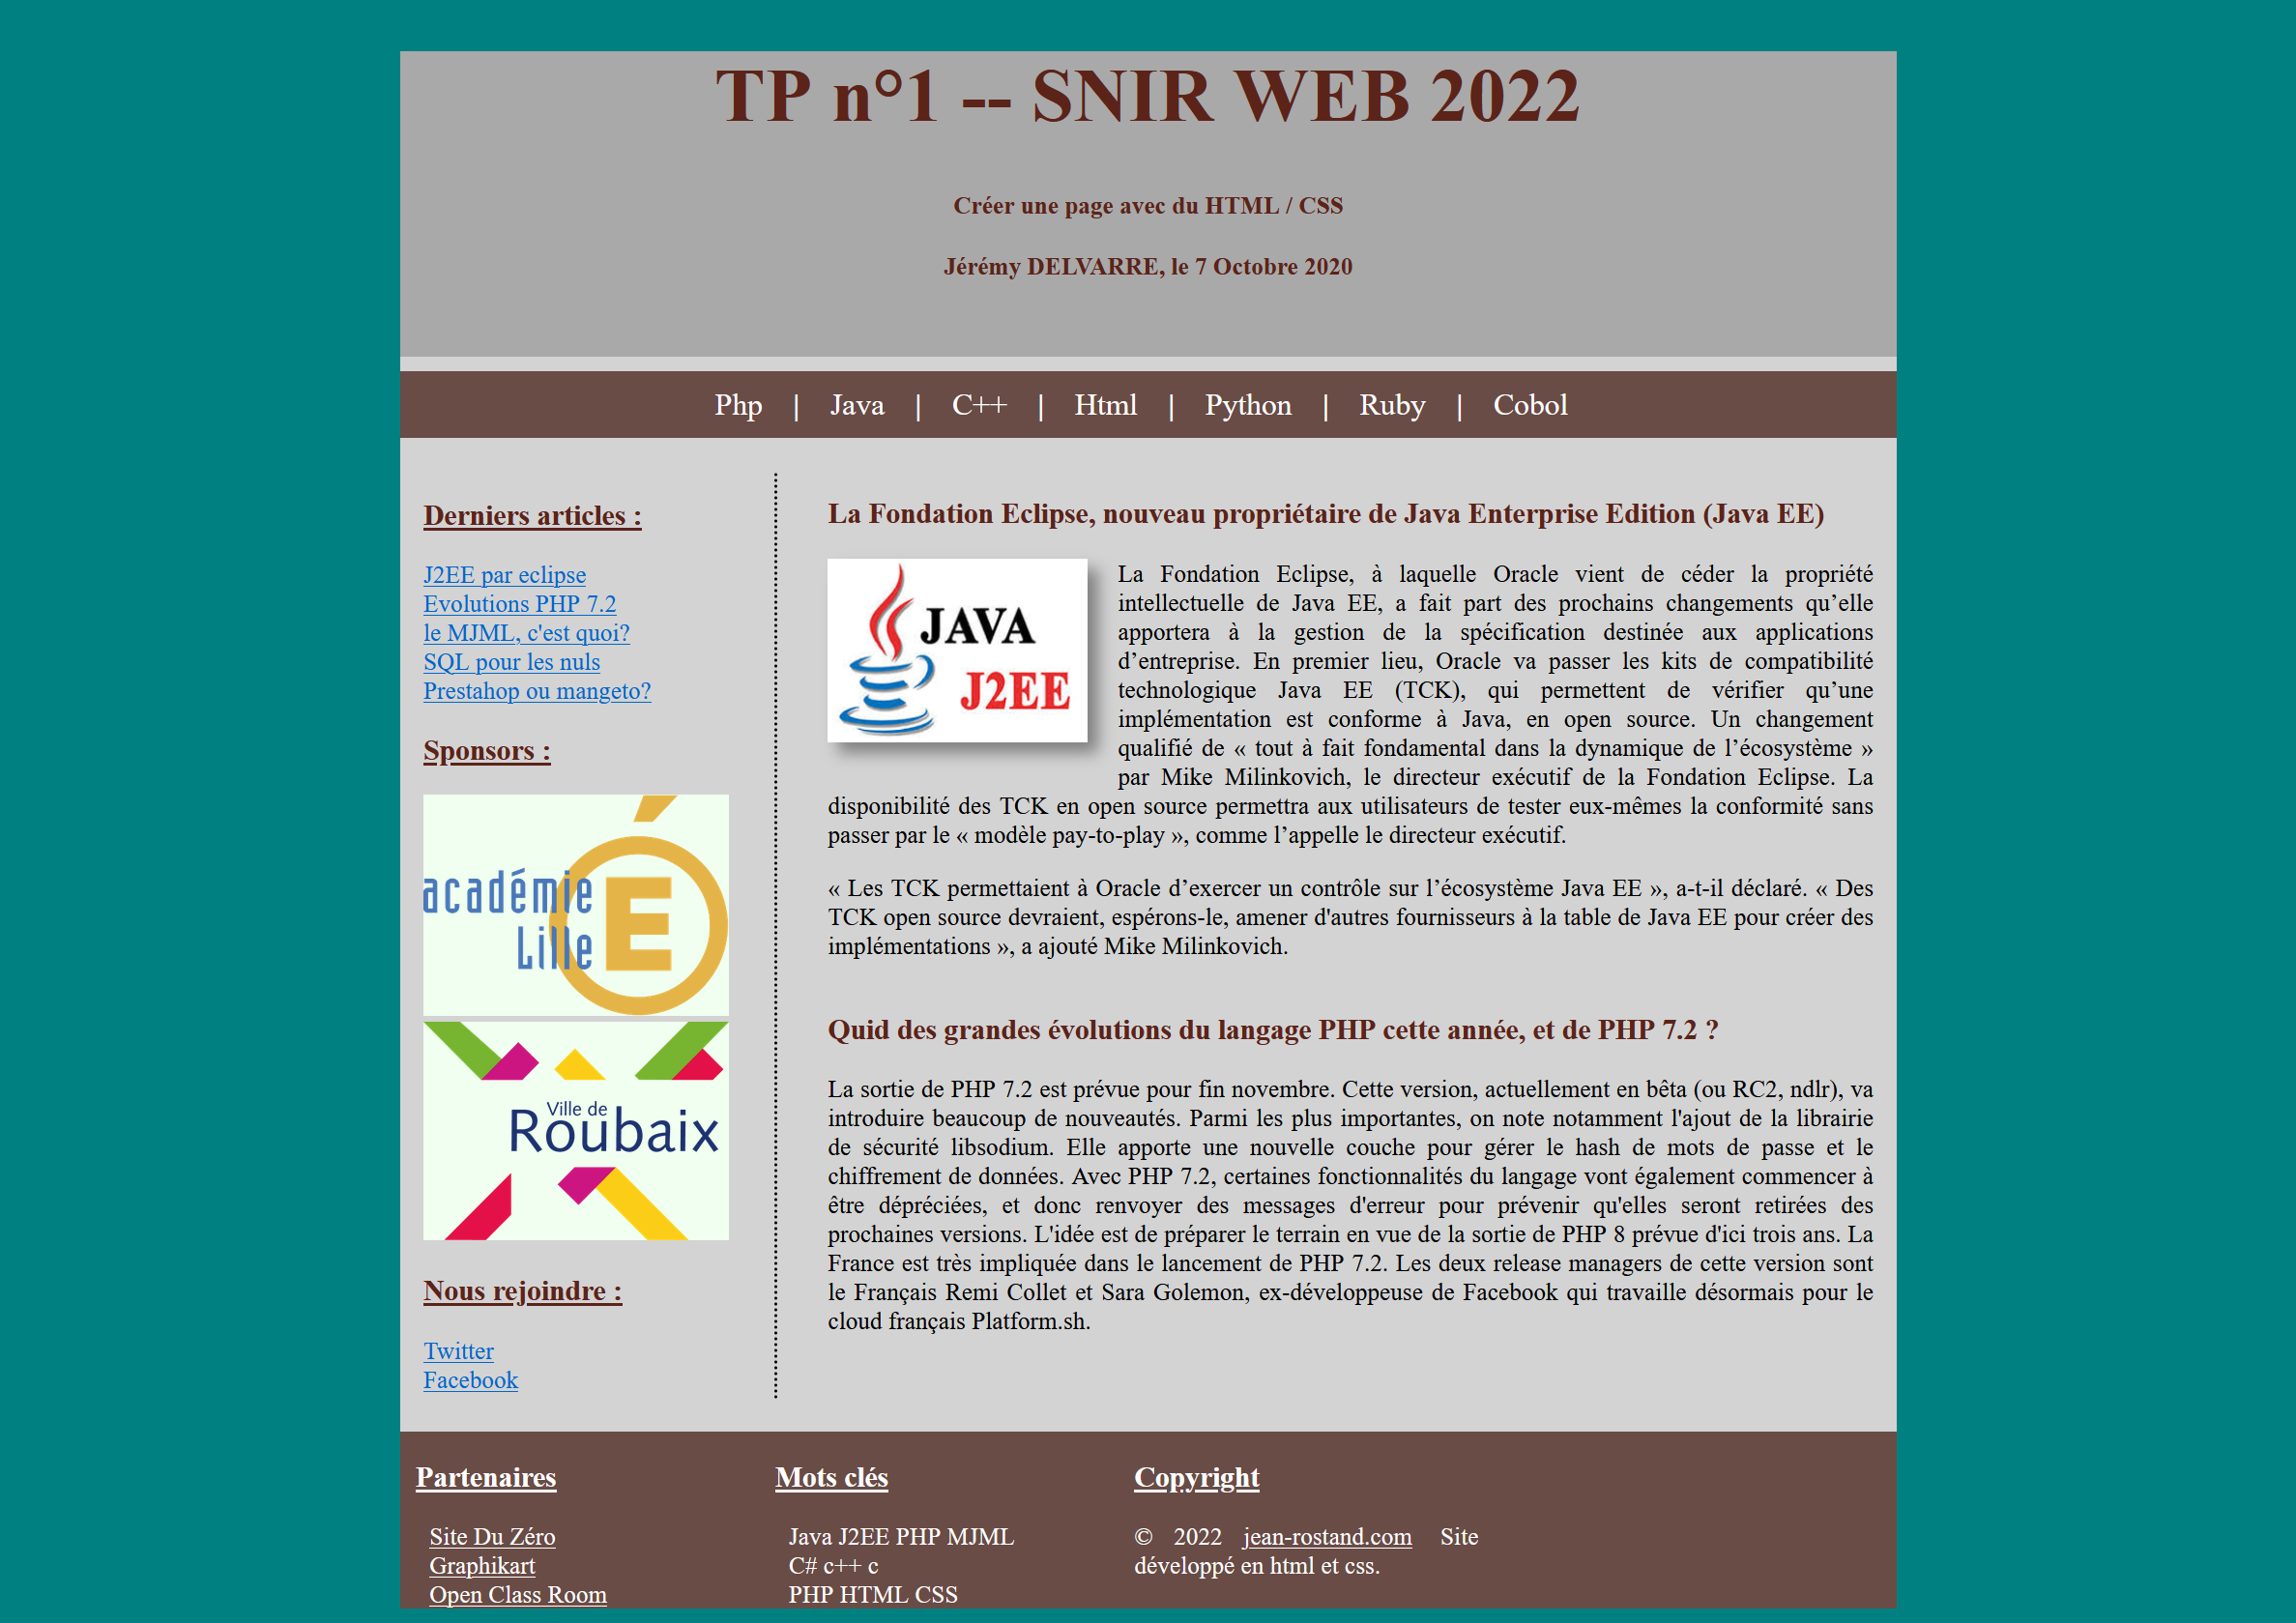 TP n°1 -- SNIR WEB 2022
Créer une page avec du HTML / CSS
Jérémy DELVARRE, le 7 Octobre 2020
Php | Java | C++ | Html | Python | Ruby | Cobol
Derniers articles :
J2EE par eclipse
Evolutions PHP 7.2
le MJML, c'est quoi?
SQL pour les nuls
Prestahop ou mangeto?
Sponsors :
académie
Lille
É
Ville de
Roubaix
Nous rejoindre :
Twitter
Facebook
La Fondation Eclipse, nouveau propriétaire de Java Enterprise Edition (Java EE)
JAVA
J2EE
La Fondation Eclipse, à laquelle Oracle vient de céder la propriété
intellectuelle de Java EE, a fait part des prochains changements qu’elle
apportera à la gestion de la spécification destinée aux applications
d’entreprise. En premier lieu, Oracle va passer les kits de compatibilité
technologique Java EE (TCK), qui permettent de vérifier qu’une
implémentation est conforme à Java, en open source. Un changement
qualifié de « tout à fait fondamental dans la dynamique de l’écosystème »
par Mike Milinkovich, le directeur exécutif de la Fondation Eclipse. La
disponibilité des TCK en open source permettra aux utilisateurs de tester eux-mêmes la conformité sans
passer par le « modèle pay-to-play », comme l’appelle le directeur exécutif.
« Les TCK permettaient à Oracle d’exercer un contrôle sur l’écosystème Java EE », a-t-il déclaré. « Des
TCK open source devraient, espérons-le, amener d'autres fournisseurs à la table de Java EE pour créer des
implémentations », a ajouté Mike Milinkovich.
Quid des grandes évolutions du langage PHP cette année, et de PHP 7.2 ?
La sortie de PHP 7.2 est prévue pour fin novembre. Cette version, actuellement en bêta (ou RC2, ndlr), va
introduire beaucoup de nouveautés. Parmi les plus importantes, on note notamment l'ajout de la librairie
de sécurité libsodium. Elle apporte une nouvelle couche pour gérer le hash de mots de passe et le
chiffrement de données. Avec PHP 7.2, certaines fonctionnalités du langage vont également commencer à
être dépréciées, et donc renvoyer des messages d'erreur pour prévenir qu'elles seront retirées des
prochaines versions. L'idée est de préparer le terrain en vue de la sortie de PHP 8 prévue d'ici trois ans. La
France est très impliquée dans le lancement de PHP 7.2. Les deux release managers de cette version sont
le Français Remi Collet et Sara Golemon, ex-développeuse de Facebook qui travaille désormais pour le
cloud français Platform.sh.
Partenaires
Site Du Zéro
Graphikart
Open Class Room
Mots clés
Java J2EE PHP MJML
C# c++ c
PHP HTML CSS
Copyright
© 2022 jean-rostand.com Site
développé en html et css.